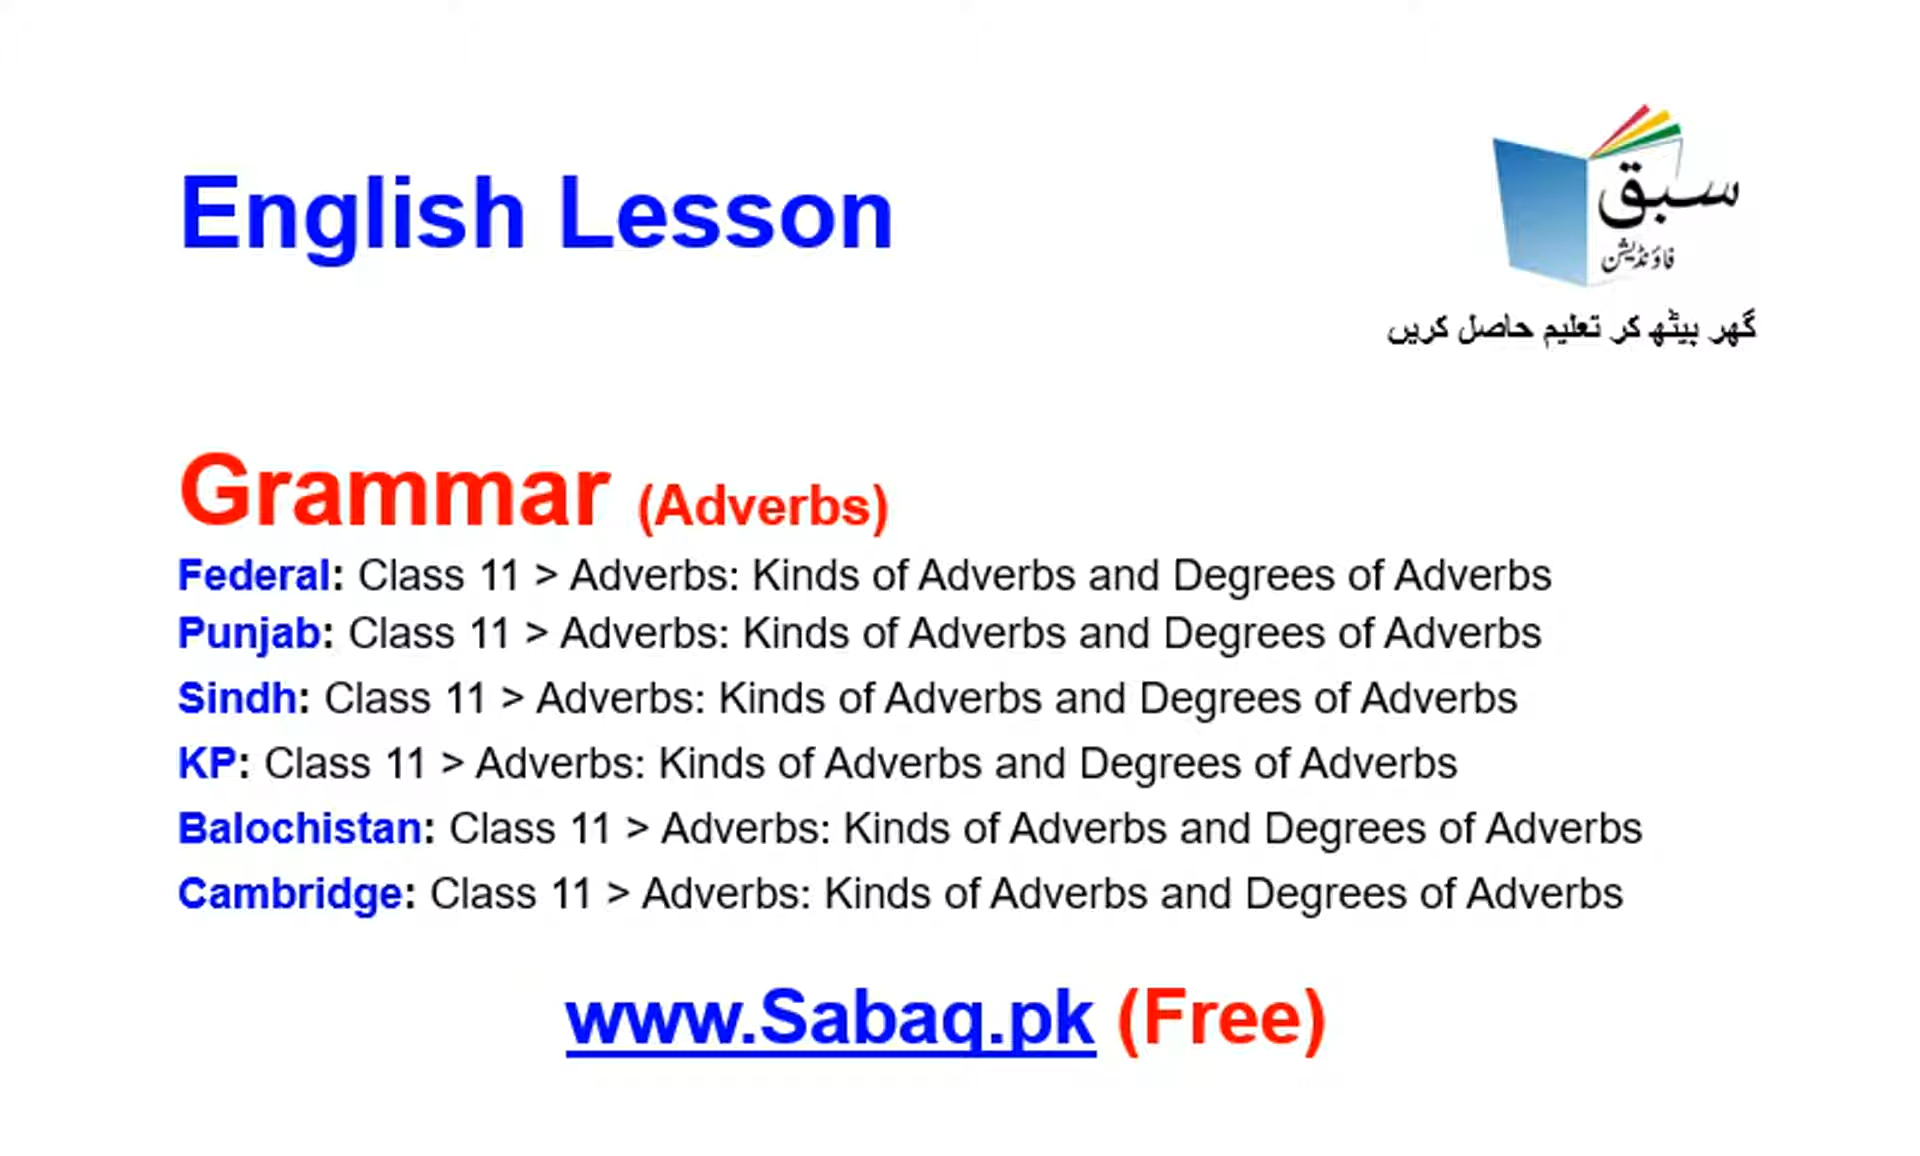 English Lesson
سبق
فاؤنڈیشن
گھر بیٹھ کر تعلیم حاصل کریں
Grammar (Adverbs)
Federal: Class 11 > Adverbs: Kinds of Adverbs and Degrees of Adverbs
Punjab: Class 11 > Adverbs: Kinds of Adverbs and Degrees of Adverbs
Sindh: Class 11 > Adverbs: Kinds of Adverbs and Degrees of Adverbs
KP: Class 11 > Adverbs: Kinds of Adverbs and Degrees of Adverbs
Balochistan: Class 11 > Adverbs: Kinds of Adverbs and Degrees of Adverbs
Cambridge: Class 11 > Adverbs: Kinds of Adverbs and Degrees of Adverbs
www.Sabaq.pk (Free)